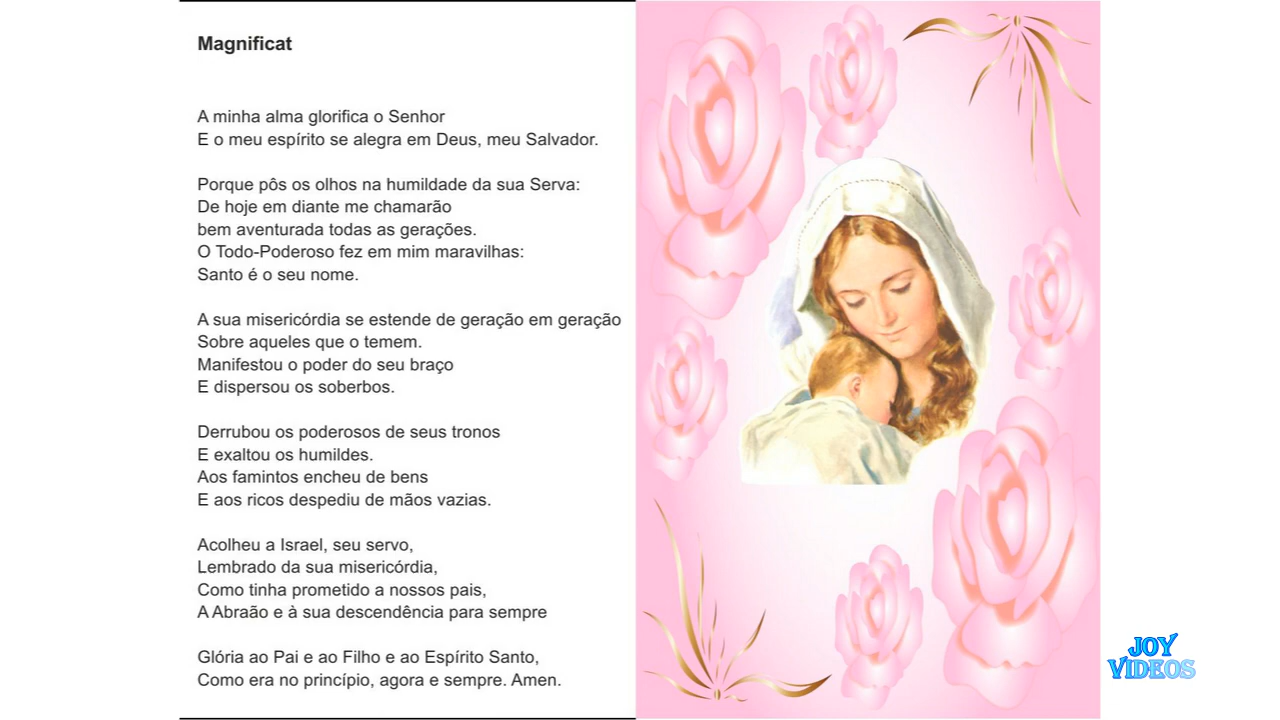 Magnificat
A minha alma glorifica o Senhor
E o meu espírito se alegra em Deus, meu Salvador.
Porque pôs os olhos na humildade da sua Serva:
De hoje em diante me chamarão
bem aventurada todas as gerações.
O Todo-Poderoso fez em mim maravilhas:
Santo é o seu nome.
A sua misericórdia se estende de geração em geração
Sobre aqueles que o temem.
Manifestou o poder do seu braço
E dispersou os soberbos.
Derrubou os poderosos de seus tronos
E exaltou os humildes.
Aos famintos encheu de bens
E aos ricos despediu de mãos vazias.
Acolheu a Israel, seu servo,
Lembrado da sua misericórdia,
Como tinha prometido a nossos pais,
A Abraão e à sua descendência para sempre
Glória ao Pai e ao Filho e ao Espírito Santo,
Como era no princípio, agora e sempre. Amen.
JOY
VIDEOS